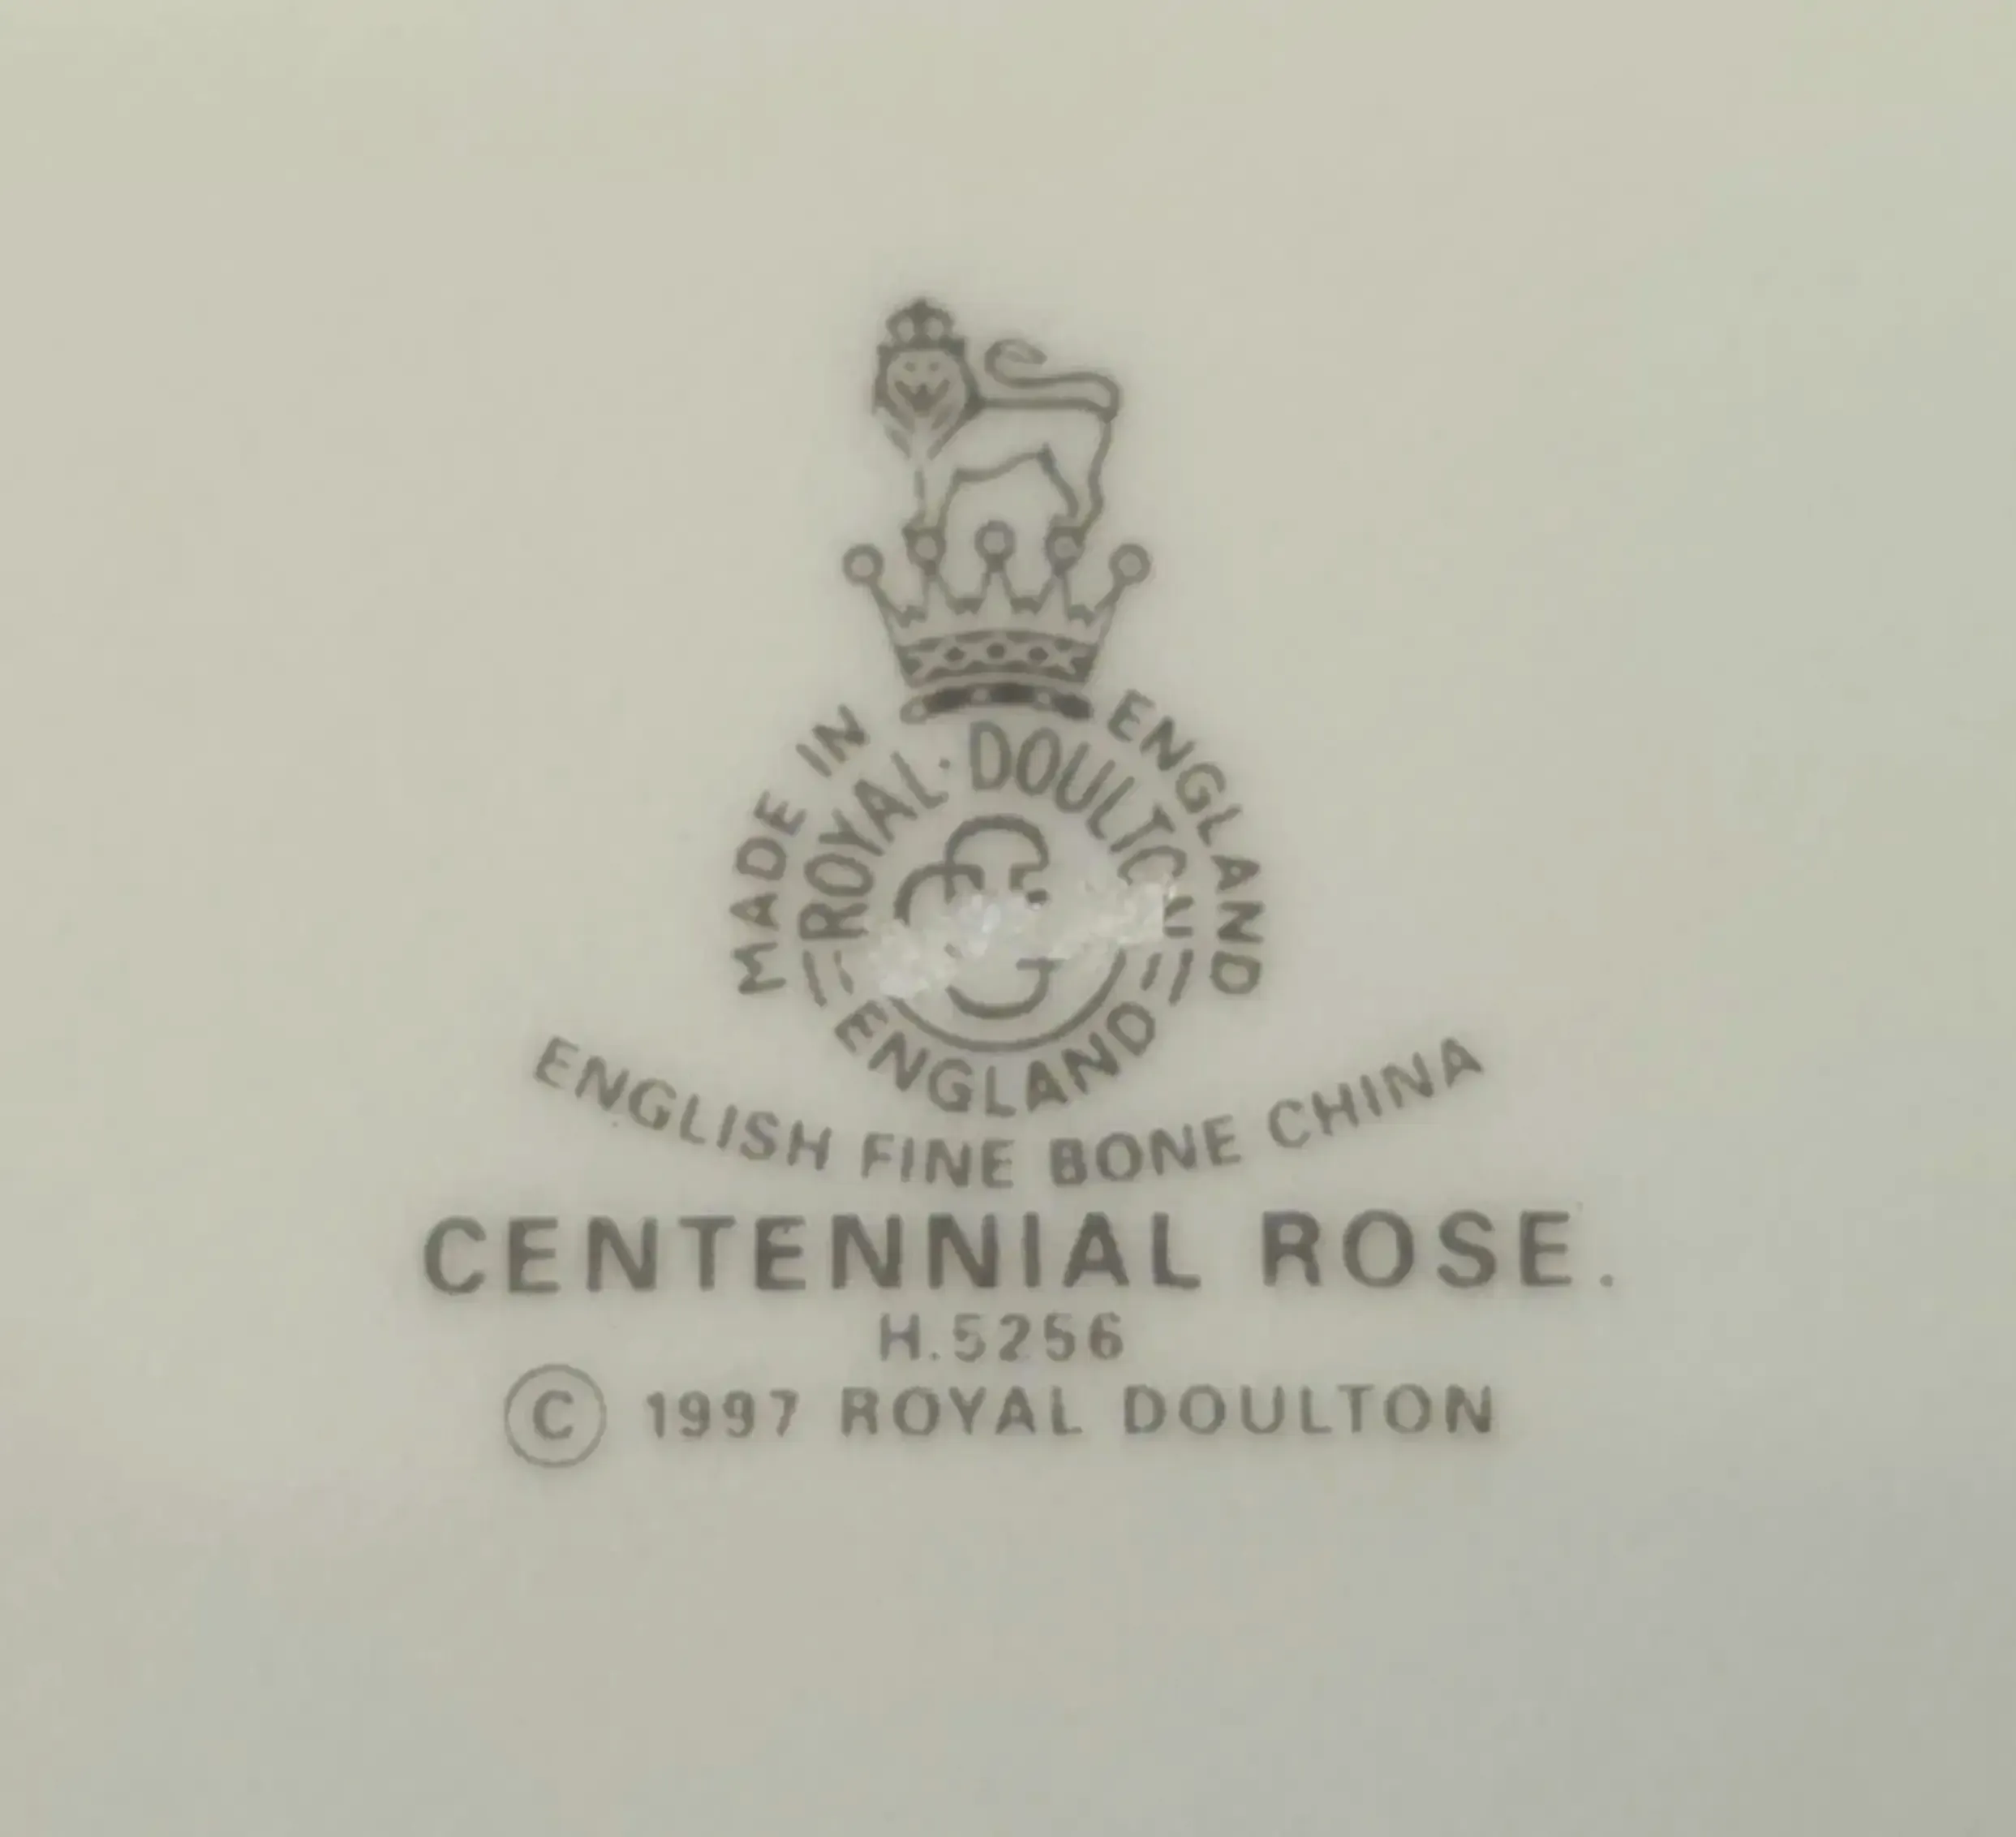 MADE IN ENGLAND
ROYAL·DOULTON
ENGLAND
ENGLISH FINE BONE CHINA
CENTENNIAL ROSE.
H.5256
© 1997 ROYAL DOULTON